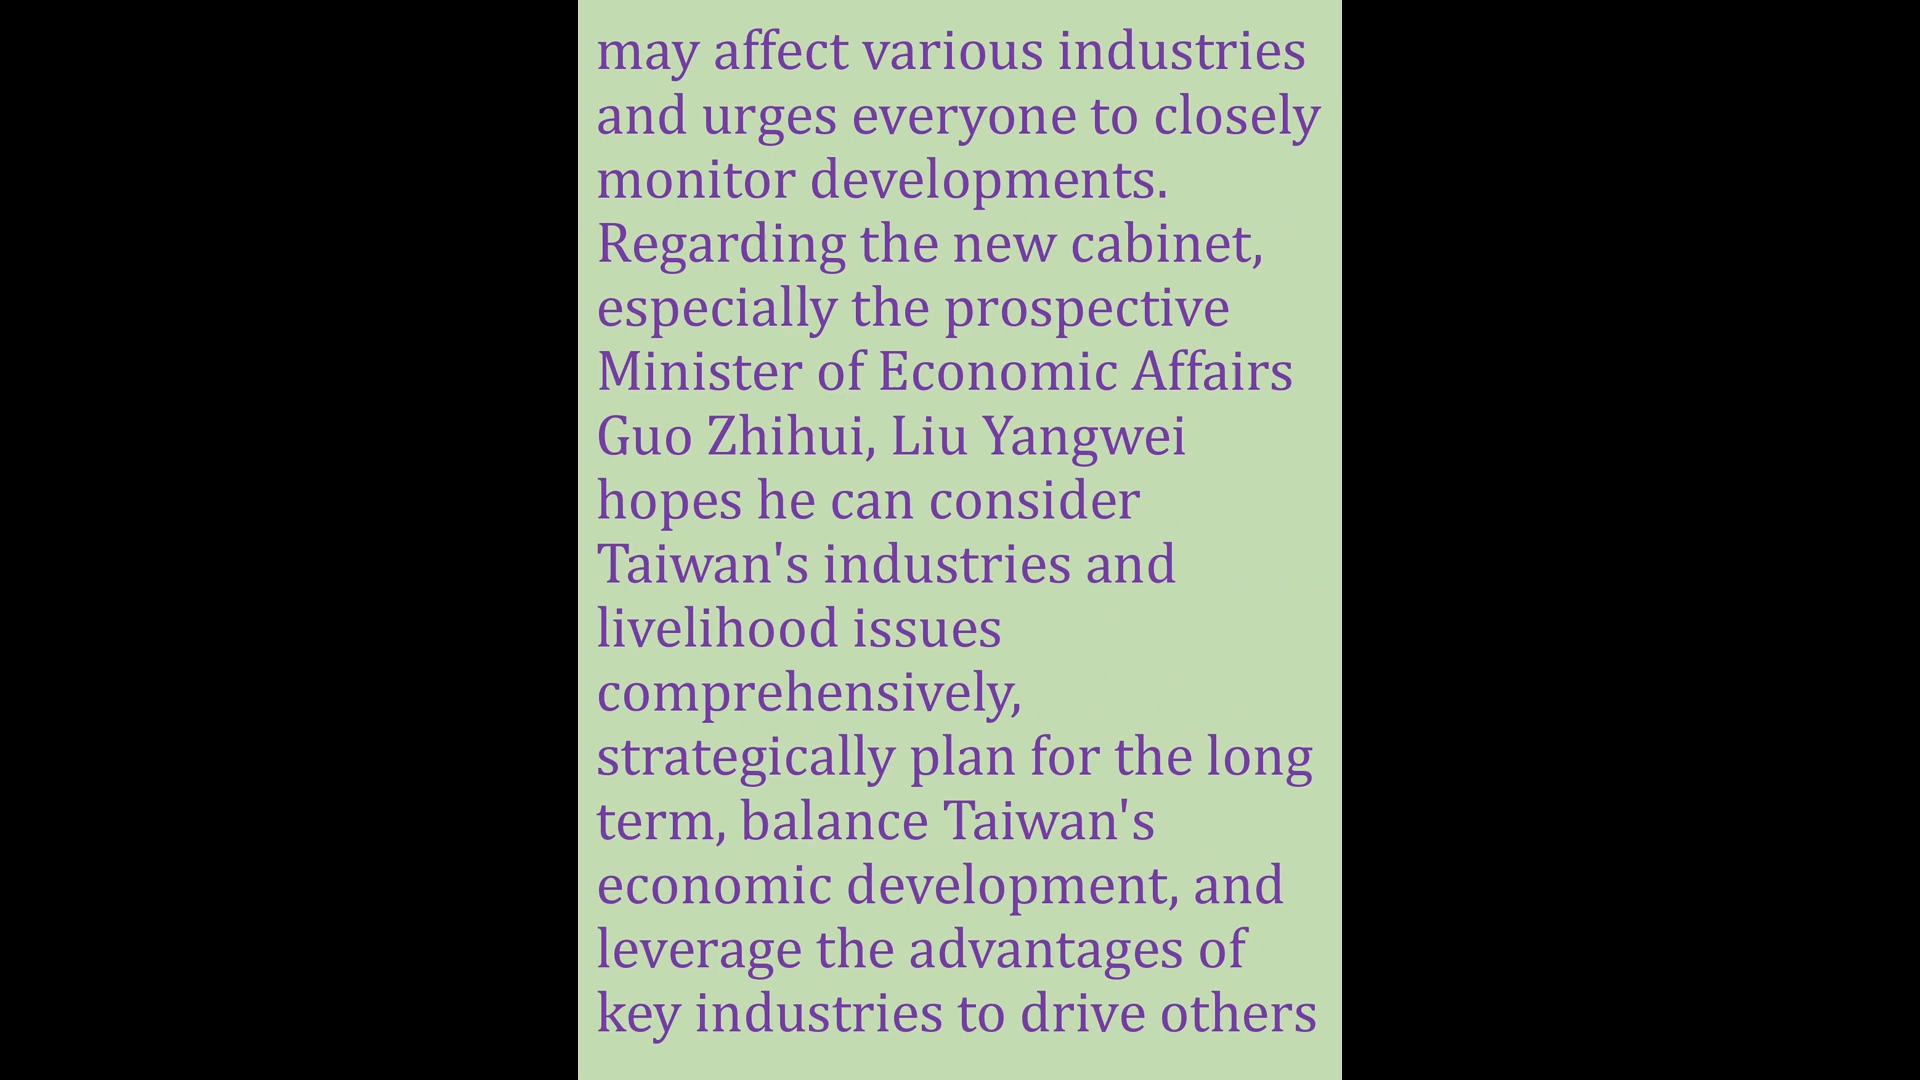 may affect various industries
and urges everyone to closely
monitor developments.
Regarding the new cabinet,
especially the prospective
Minister of Economic Affairs
Guo Zhihui, Liu Yangwei
hopes he can consider
Taiwan's industries and
livelihood issues
comprehensively,
strategically plan for the long
term, balance Taiwan's
economic development, and
leverage the advantages of
key industries to drive others